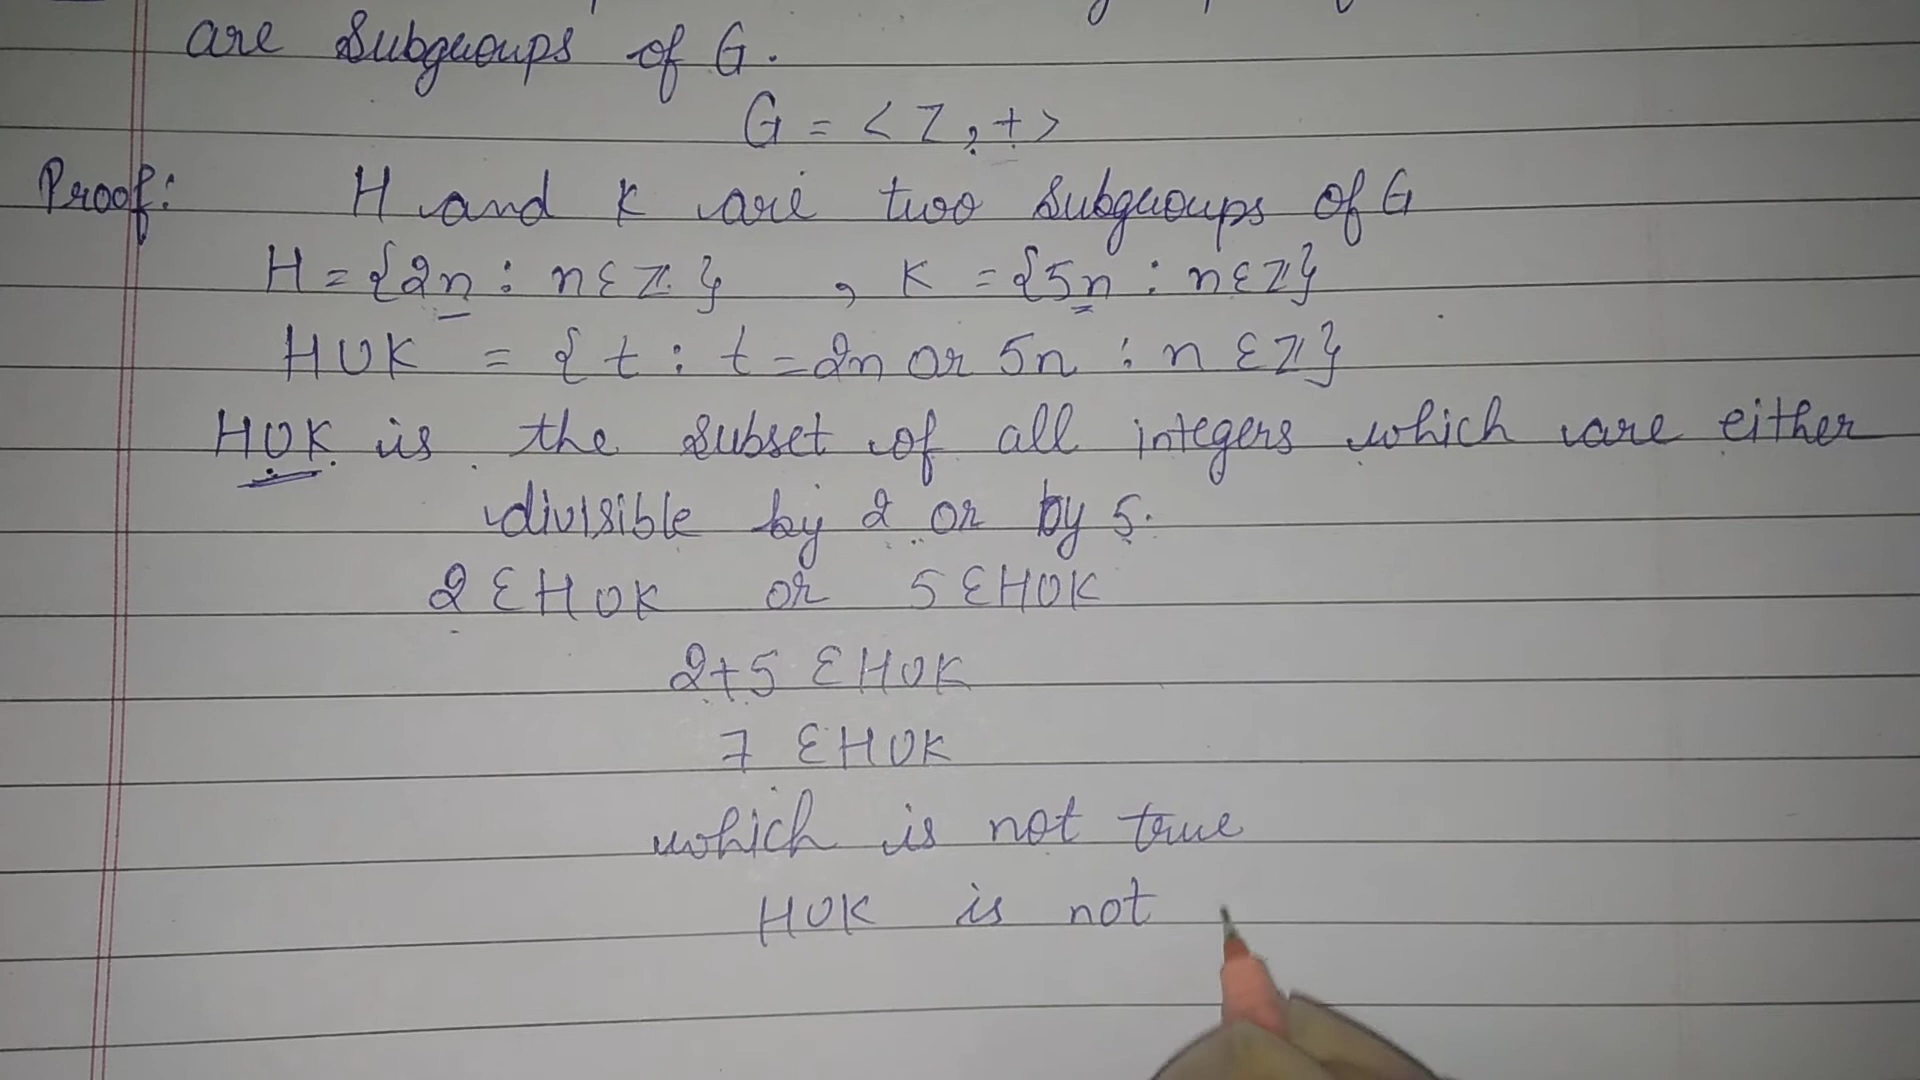 are Subgroups of G.
G = < Z, + >
Proof: H and K are two subgroups of G
H = {2n : n ∈ Z}, K = {5n : n ∈ Z}
H∪K = {t : t = 2n or 5n : n ∈ Z}
H∪K is the subset of all integers which are either
divisible by 2 or by 5.
2 ∈ H∪K or 5 ∈ H∪K
2+5 ∈ H∪K
7 ∈ H∪K
which is not true
H∪K is not